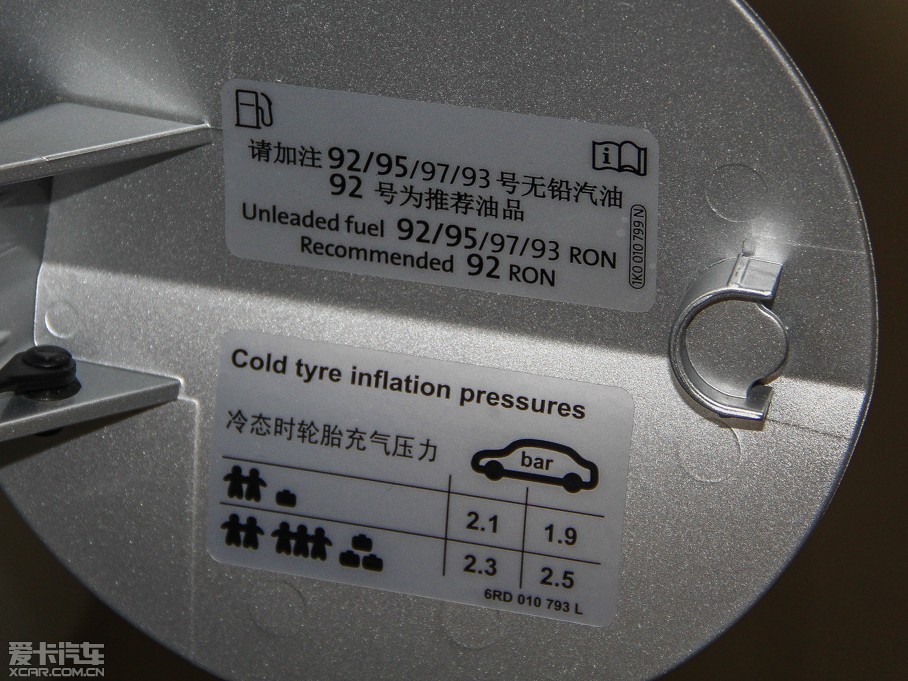 请加注 92/95/97/93 号无铅汽油
92 号为推荐油品
Unleaded fuel 92/95/97/93 RON
Recommended 92 RON
1K0 010 799 N
Cold tyre inflation pressures
冷态时轮胎充气压力
bar
2.1 1.9
2.3 2.5
6RD 010 793 L
爱卡汽车
XCAR.COM.CN